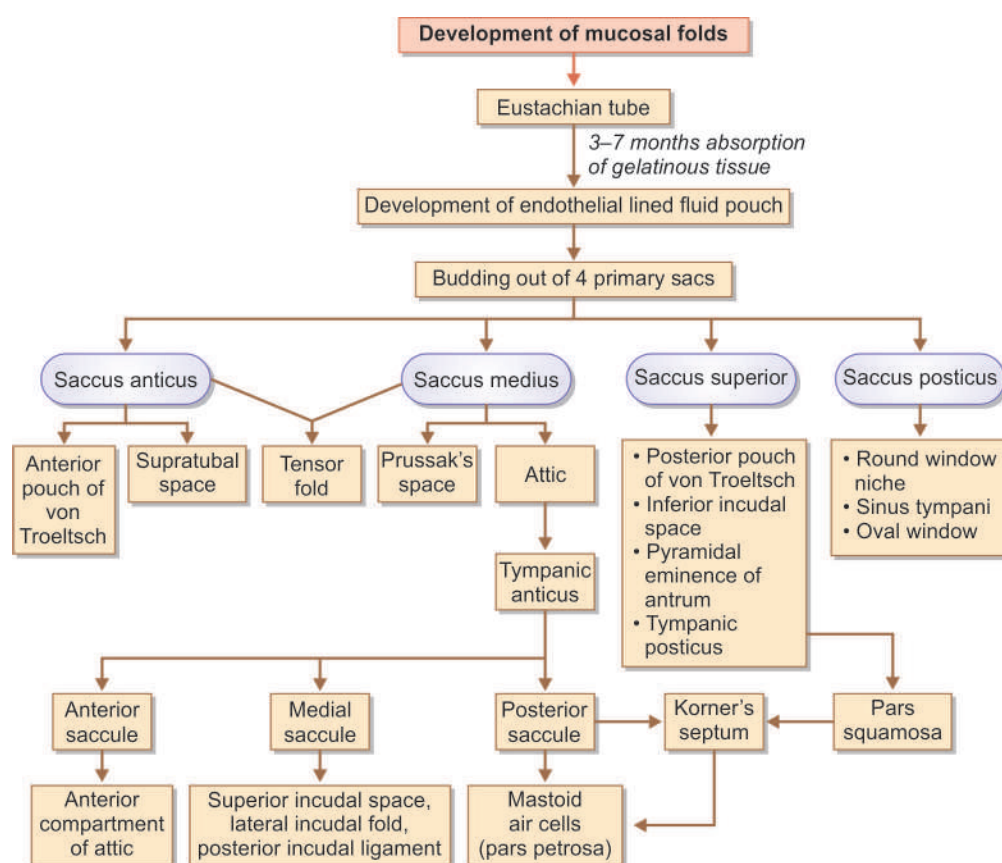 Development of mucosal folds
Eustachian tube
3–7 months absorption
of gelatinous tissue
Development of endothelial lined fluid pouch
Budding out of 4 primary sacs
Saccus anticus
Saccus medius
Saccus superior
Saccus posticus
Anterior
pouch of
von
Troeltsch
Supratubal
space
Tensor
fold
Prussak's
space
Attic
• Posterior pouch
of von Troeltsch
• Inferior incudal
space
• Pyramidal
eminence of
antrum
• Tympanic
posticus
• Round window
niche
• Sinus tympani
• Oval window
Tympanic
anticus
Anterior
saccule
Medial
saccule
Posterior
saccule
Korner's
septum
Pars
squamosa
Anterior
compartment
of attic
Superior incudal space,
lateral incudal fold,
posterior incudal ligament
Mastoid
air cells
(pars petrosa)